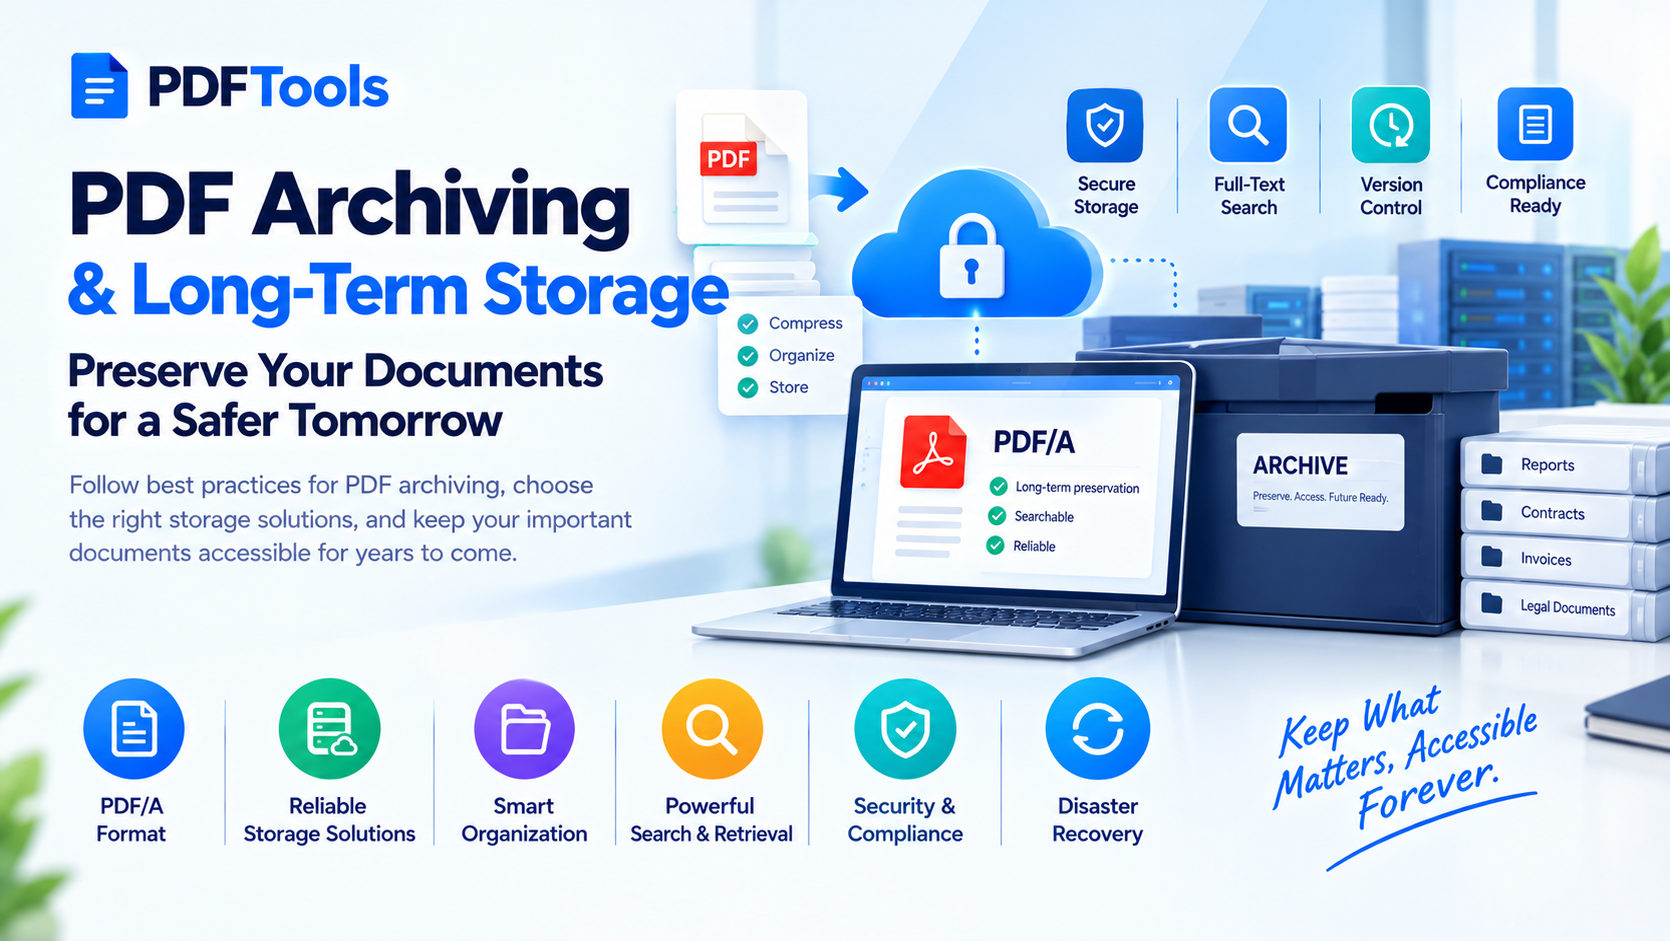 PDFTools
PDF Archiving
& Long-Term Storage
Preserve Your Documents
for a Safer Tomorrow
Follow best practices for PDF archiving, choose
the right storage solutions, and keep your important
documents accessible for years to come.
PDF
Compress
Organize
Store
Secure
Storage
Full-Text
Search
Version
Control
Compliance
Ready
PDF/A
Long-term preservation
Searchable
Reliable
ARCHIVE
Preserve. Access. Future Ready.
Reports
Contracts
Invoices
Legal Documents
PDF/A
Format
Reliable
Storage Solutions
Smart
Organization
Powerful
Search & Retrieval
Security &
Compliance
Disaster
Recovery
Keep What
Matters, Accessible
Forever.